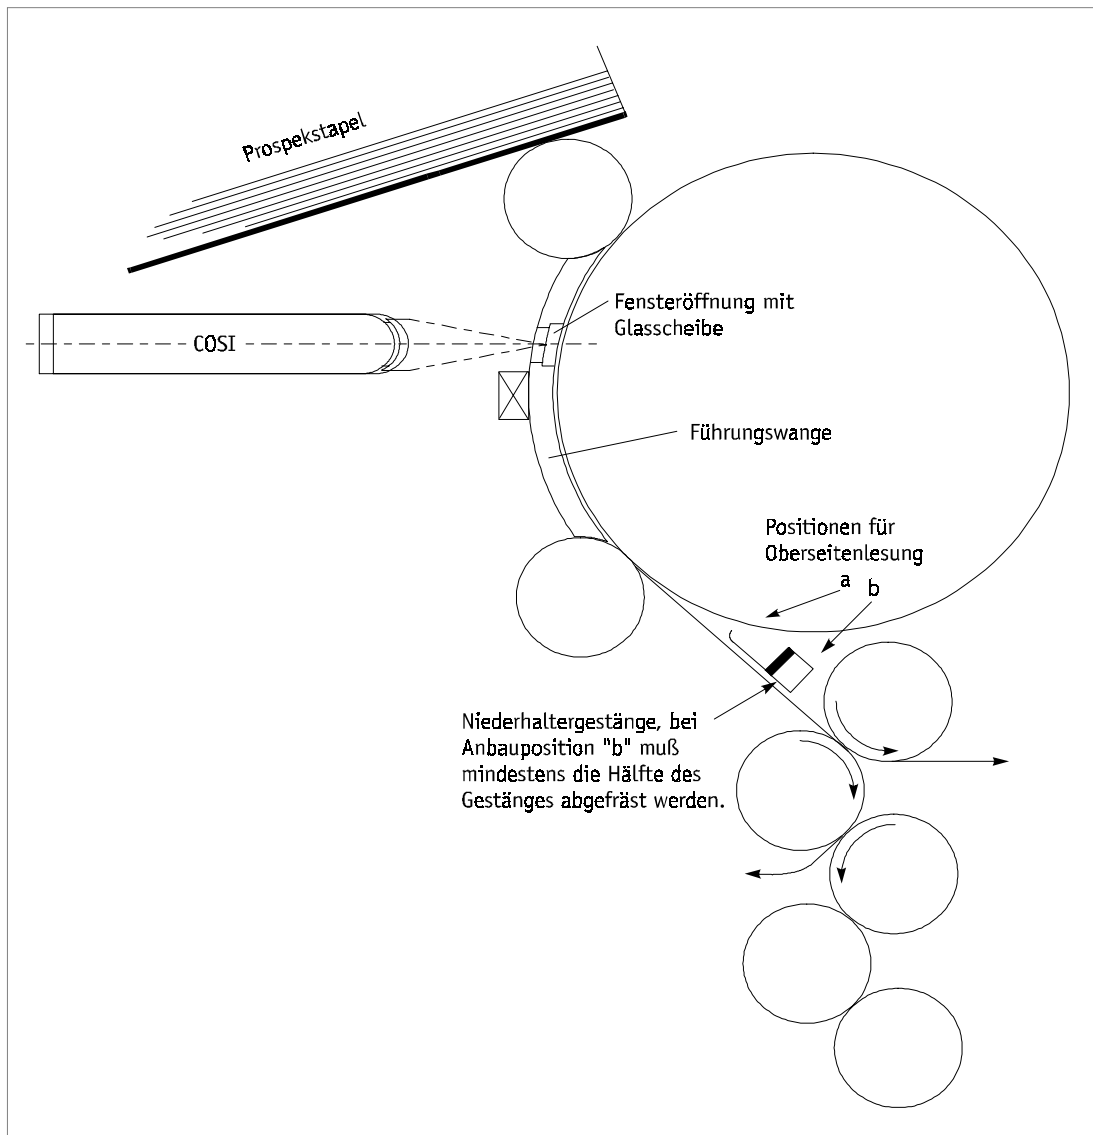 Prospekstapel
Fensteröffnung mit
Glasscheibe
COSI
Führungswange
Positionen für
Oberseitenlesung
a b
Niederhaltergestänge, bei
Anbauposition "b" muß
mindestens die Hälfte des
Gestänges abgefräst werden.